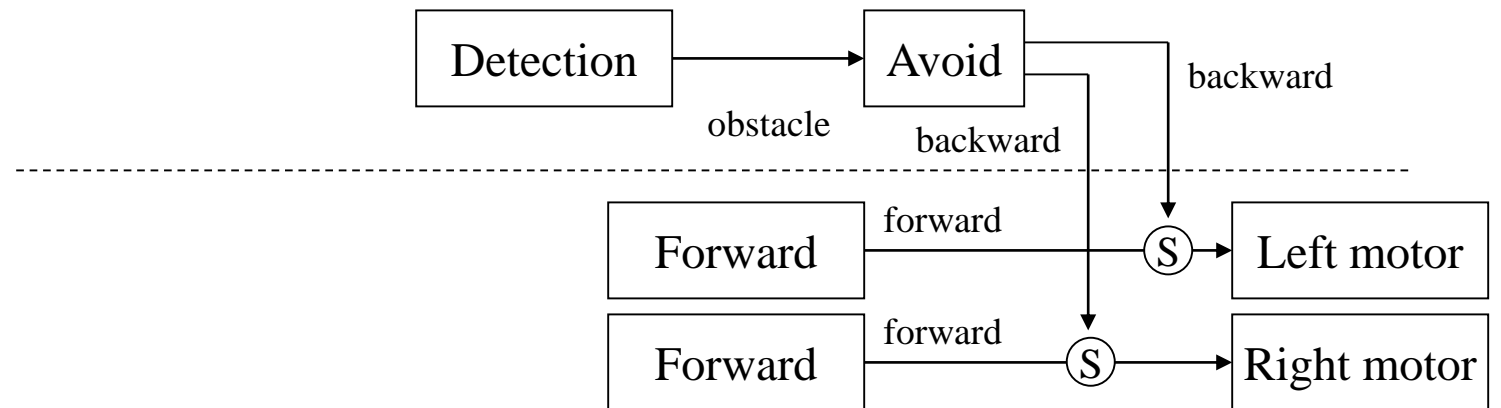 Detection
Avoid
backward
obstacle
backward
forward
Forward
S
Left motor
forward
Forward
S
Right motor